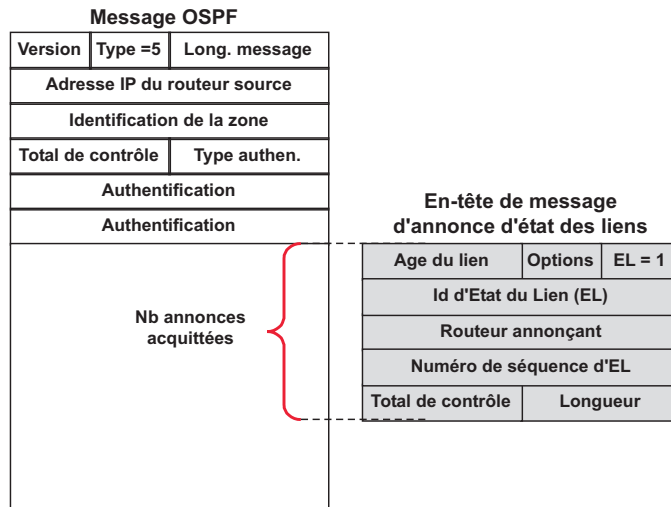 Message OSPF
Version Type =5 Long. message
Adresse IP du routeur source
Identification de la zone
Total de contrôle Type authen.
Authentification
Authentification
Nb annonces
acquittées
En-tête de message
d'annonce d'état des liens
Age du lien Options EL = 1
Id d'Etat du Lien (EL)
Routeur annonçant
Numéro de séquence d'EL
Total de contrôle Longueur